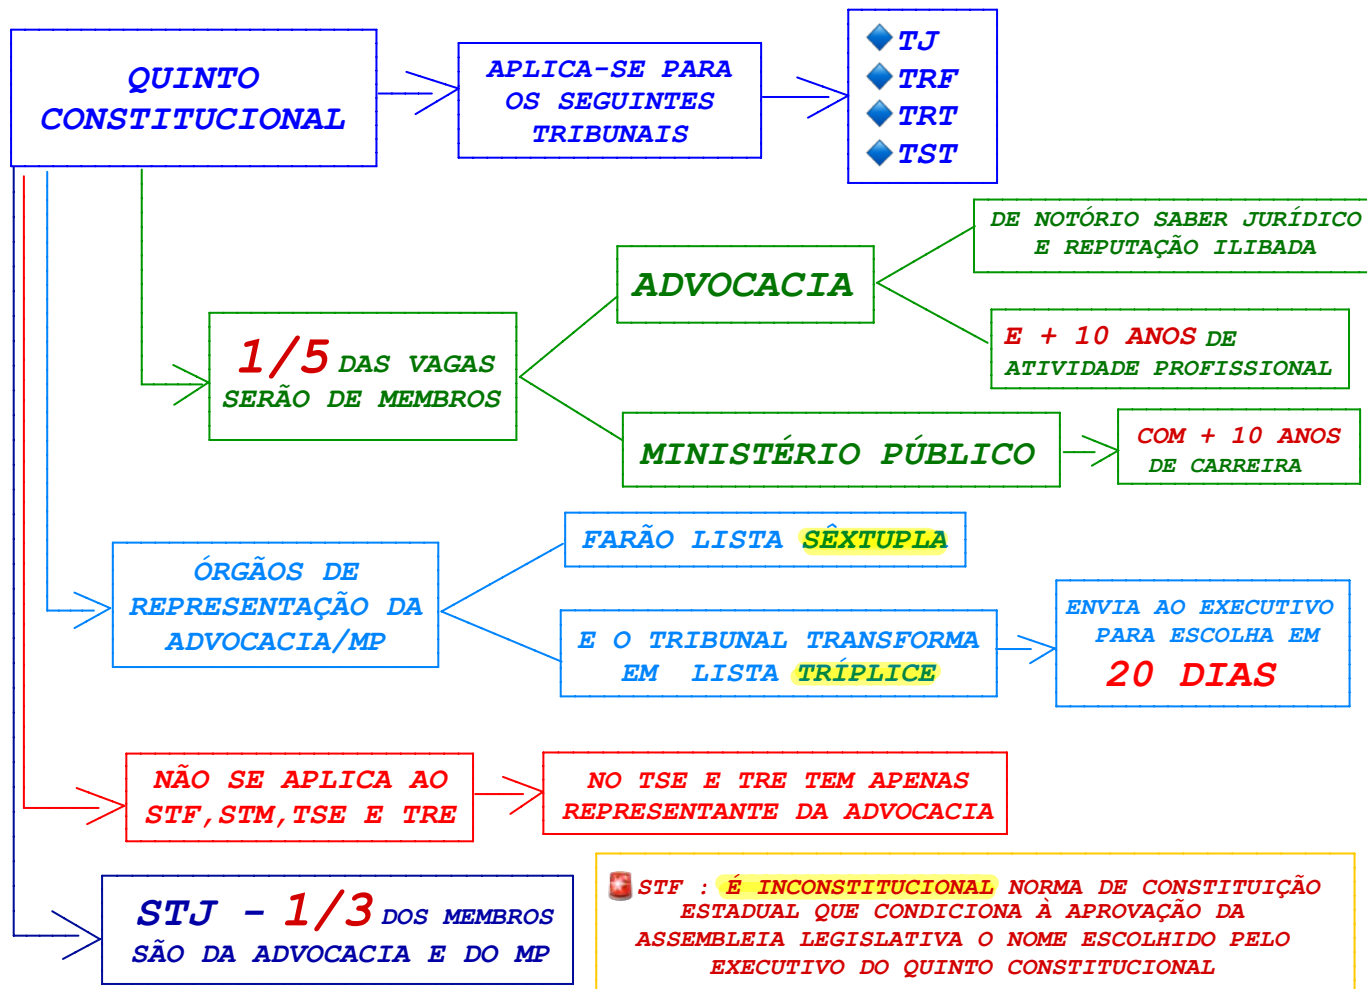 QUINTO
CONSTITUCIONAL
APLICA-SE PARA
OS SEGUINTES
TRIBUNAIS
TJ
TRF
TRT
TST
1/5 DAS VAGAS
SERÃO DE MEMBROS
ADVOCACIA
DE NOTÓRIO SABER JURÍDICO
E REPUTAÇÃO ILIBADA
E + 10 ANOS DE
ATIVIDADE PROFISSIONAL
MINISTÉRIO PÚBLICO
COM + 10 ANOS
DE CARREIRA
ÓRGÃOS DE
REPRESENTAÇÃO DA
ADVOCACIA/MP
FARÃO LISTA SÊXTUPLA
E O TRIBUNAL TRANSFORMA
EM LISTA TRÍPLICE
ENVIA AO EXECUTIVO
PARA ESCOLHA EM
20 DIAS
NÃO SE APLICA AO
STF,STM,TSE E TRE
NO TSE E TRE TEM APENAS
REPRESENTANTE DA ADVOCACIA
STJ - 1/3 DOS MEMBROS
SÃO DA ADVOCACIA E DO MP
STF : É INCONSTITUCIONAL NORMA DE CONSTITUIÇÃO
ESTADUAL QUE CONDICIONA À APROVAÇÃO DA
ASSEMBLEIA LEGISLATIVA O NOME ESCOLHIDO PELO
EXECUTIVO DO QUINTO CONSTITUCIONAL